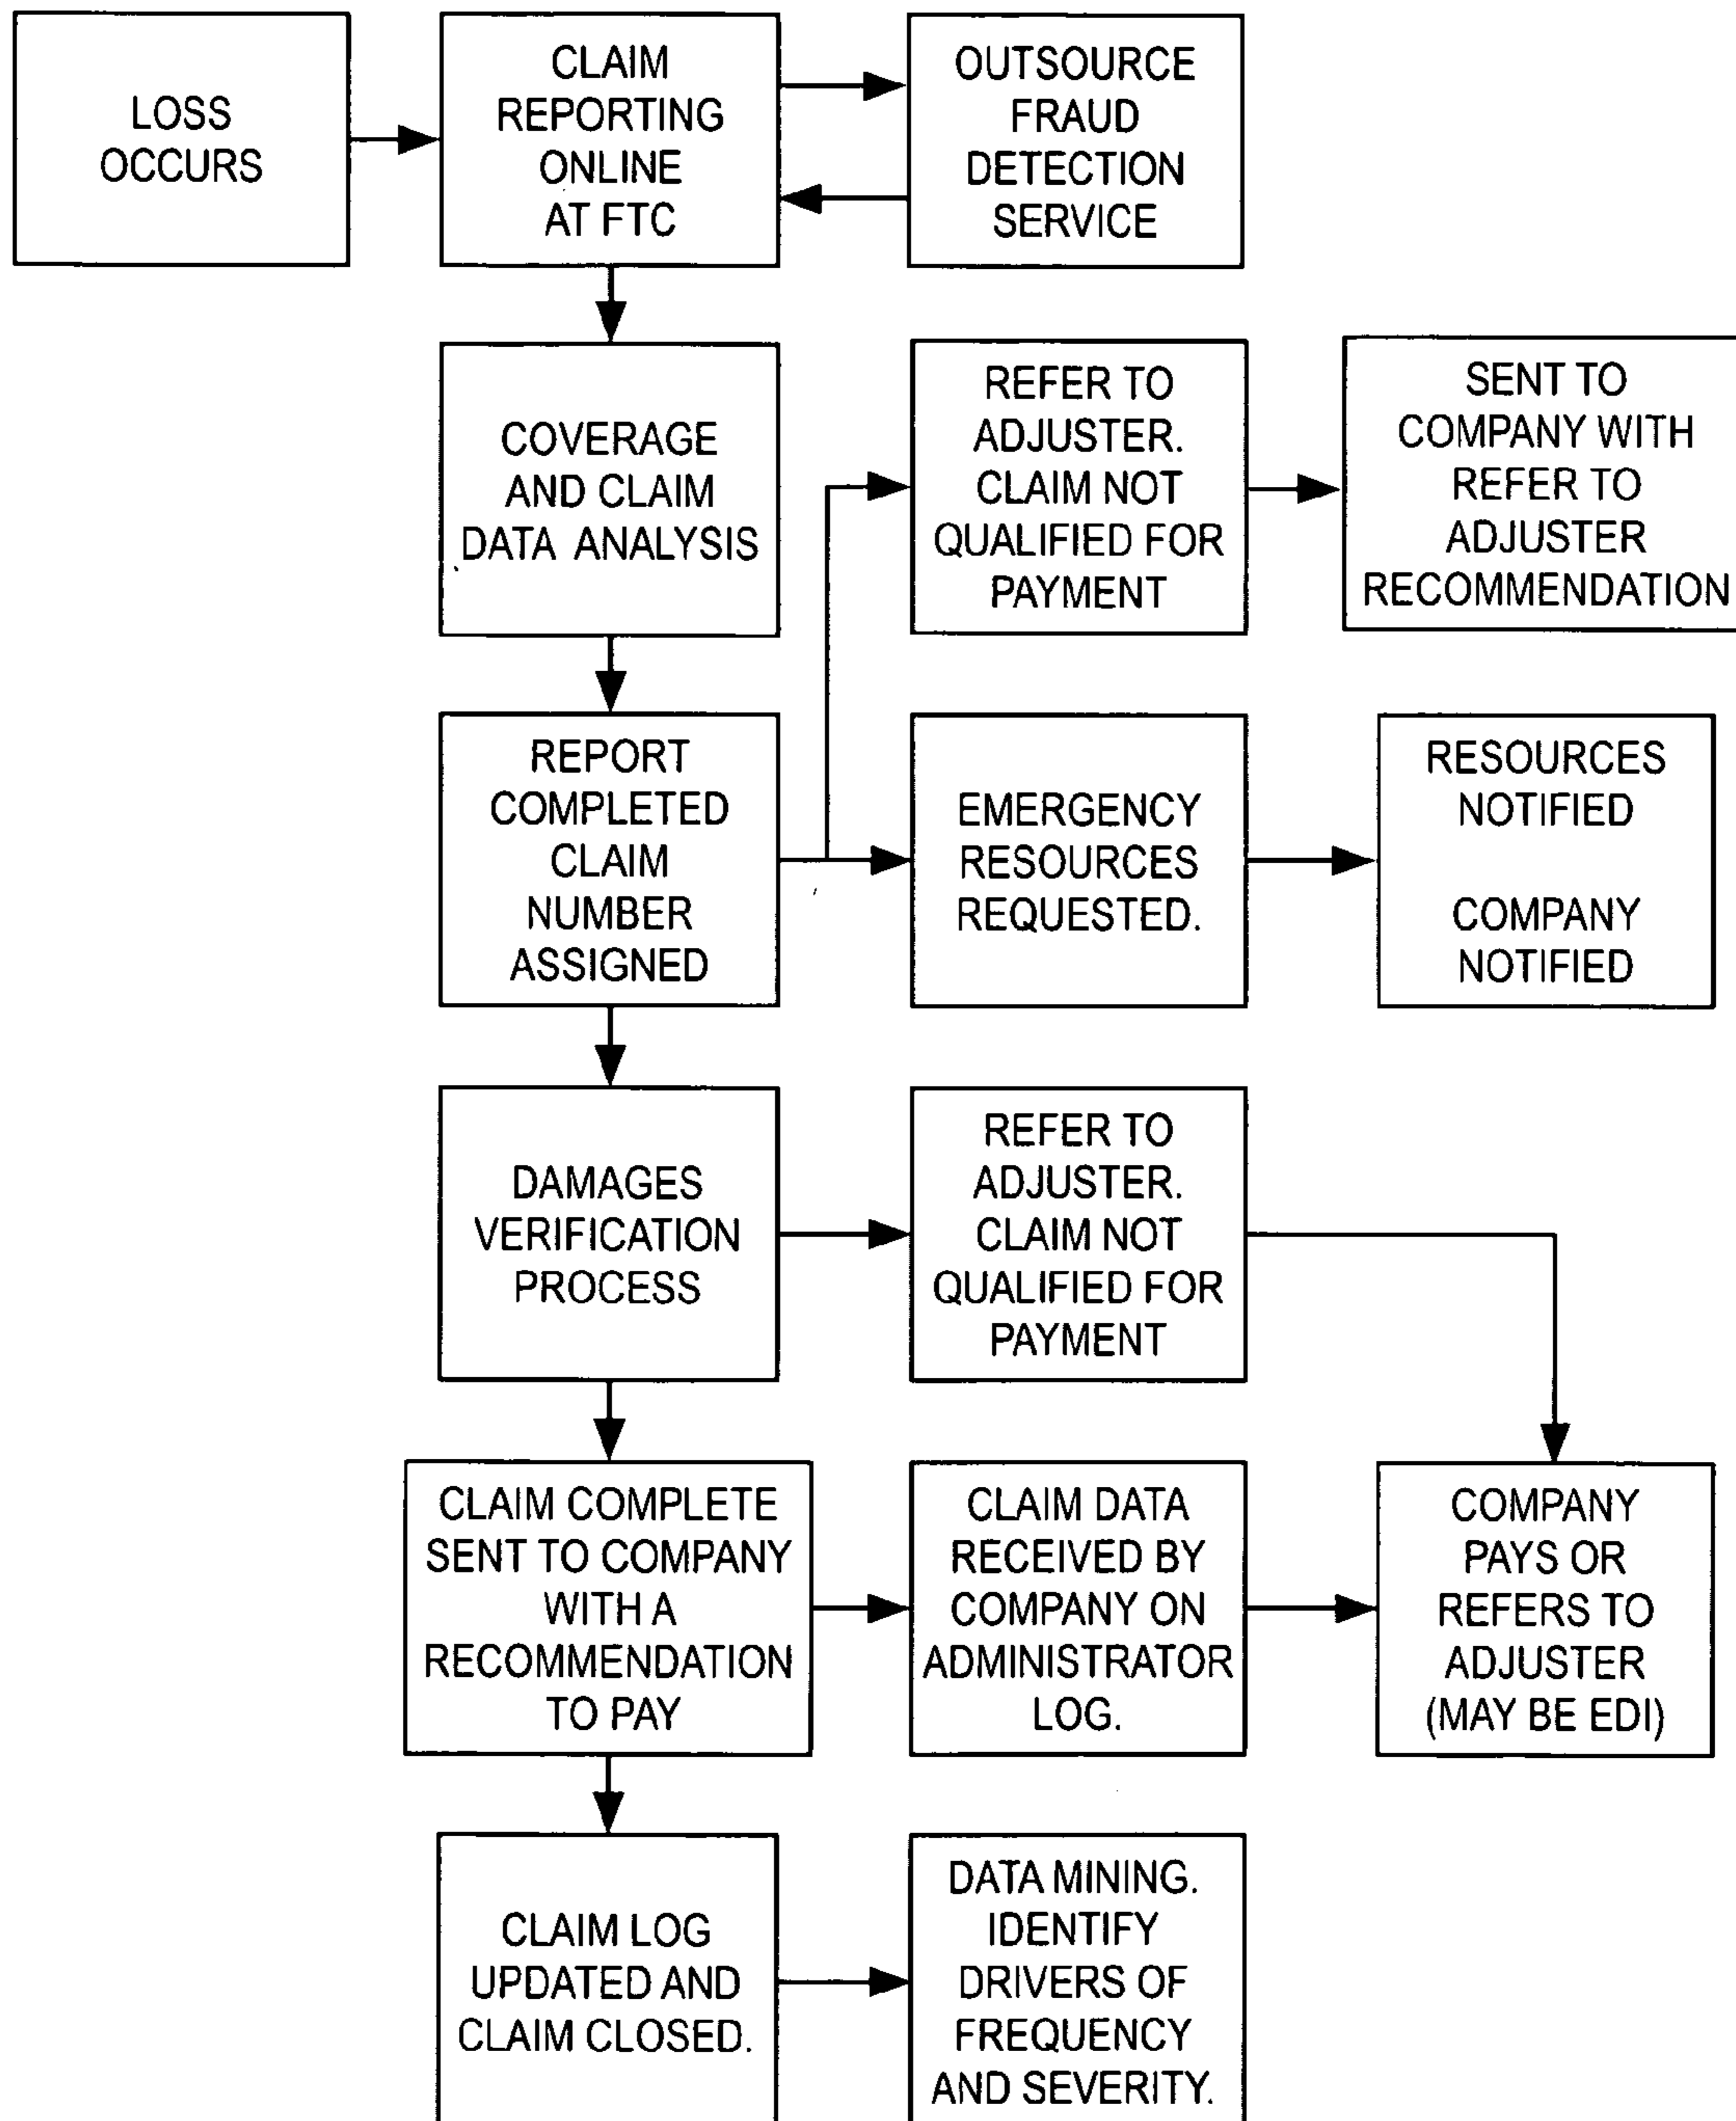 LOSS
OCCURS
CLAIM
REPORTING
ONLINE
AT FTC
OUTSOURCE
FRAUD
DETECTION
SERVICE
COVERAGE
AND CLAIM
DATA ANALYSIS
REFER TO
ADJUSTER.
CLAIM NOT
QUALIFIED FOR
PAYMENT
SENT TO
COMPANY WITH
REFER TO
ADJUSTER
RECOMMENDATION
REPORT
COMPLETED
CLAIM
NUMBER
ASSIGNED
EMERGENCY
RESOURCES
REQUESTED.
RESOURCES
NOTIFIED
COMPANY
NOTIFIED
DAMAGES
VERIFICATION
PROCESS
REFER TO
ADJUSTER.
CLAIM NOT
QUALIFIED FOR
PAYMENT
CLAIM COMPLETE
SENT TO COMPANY
WITH A
RECOMMENDATION
TO PAY
CLAIM DATA
RECEIVED BY
COMPANY ON
ADMINISTRATOR
LOG.
COMPANY
PAYS OR
REFERS TO
ADJUSTER
(MAY BE EDI)
CLAIM LOG
UPDATED AND
CLAIM CLOSED.
DATA MINING.
IDENTIFY
DRIVERS OF
FREQUENCY
AND SEVERITY.